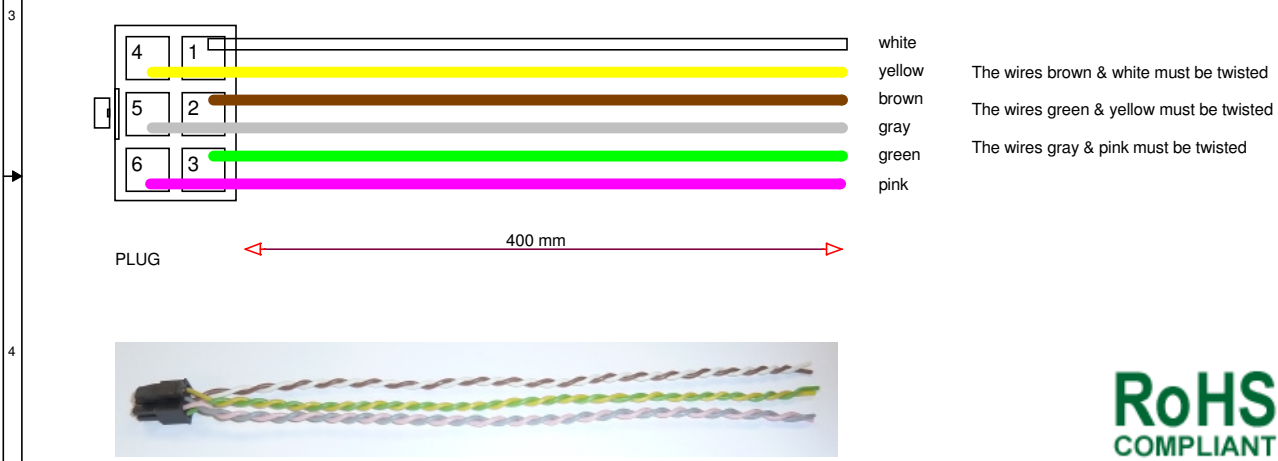 3
4 1
white
yellow The wires brown & white must be twisted
5 2
brown
The wires green & yellow must be twisted
gray
6 3
green The wires gray & pink must be twisted
pink
400 mm
PLUG
4
RoHS
COMPLIANT